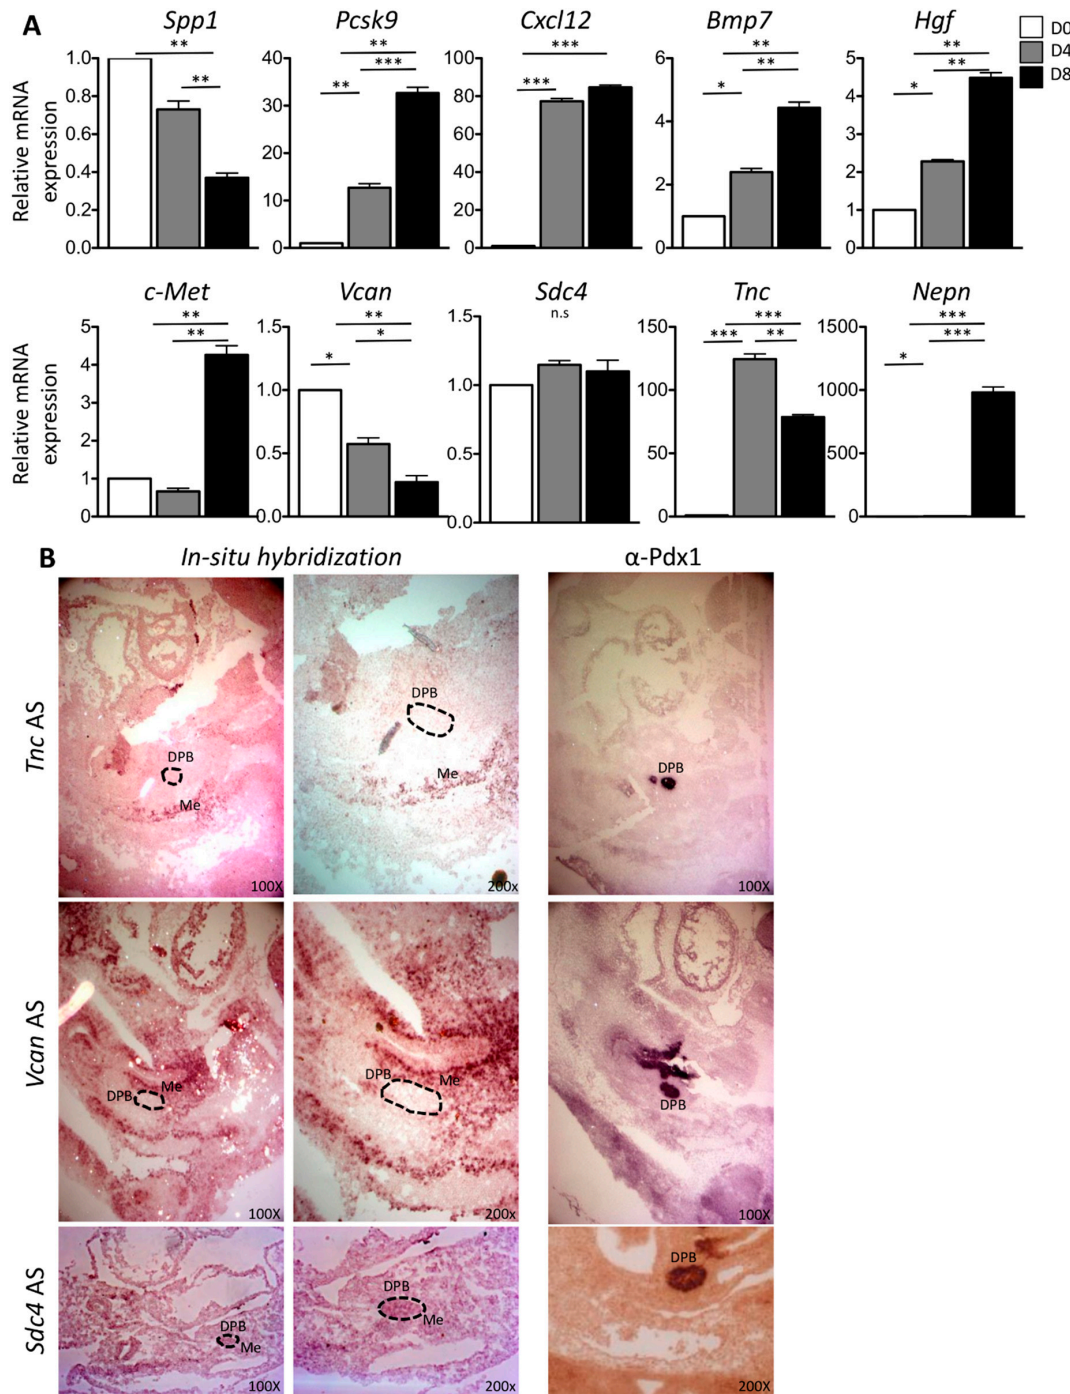 A
Spp1 Pcsk9 Cxcl12 Bmp7 Hgf
D0
D4
D8
Relative mRNA
expression
1.0 0.8 0.6 0.4 0.2 0.0
** **
40 30 20 10 0
** ** ***
100 80 60 40 20 0
*** ***
6 4 2 0
** ** *
5 4 3 2 1 0
** ** *
c-Met Vcan Sdc4 Tnc Nepn
n.s
Relative mRNA
expression
5 4 3 2 1 0
** **
1.5 1.0 0.5 0.0
** * *
1.5 1.0 0.5 0.0
150 100 50 0
*** *** **
1500 1000 500 0
*** *** *
B
In-situ hybridization α-Pdx1
Tnc AS
DPB
Me
100X
DPB
Me
200x
DPB
100X
Vcan AS
DPB Me
100X
DPB Me
200x
DPB
100X
Sdc4 AS
DPB
Me
100X
DPB
Me
200x
DPB
200x